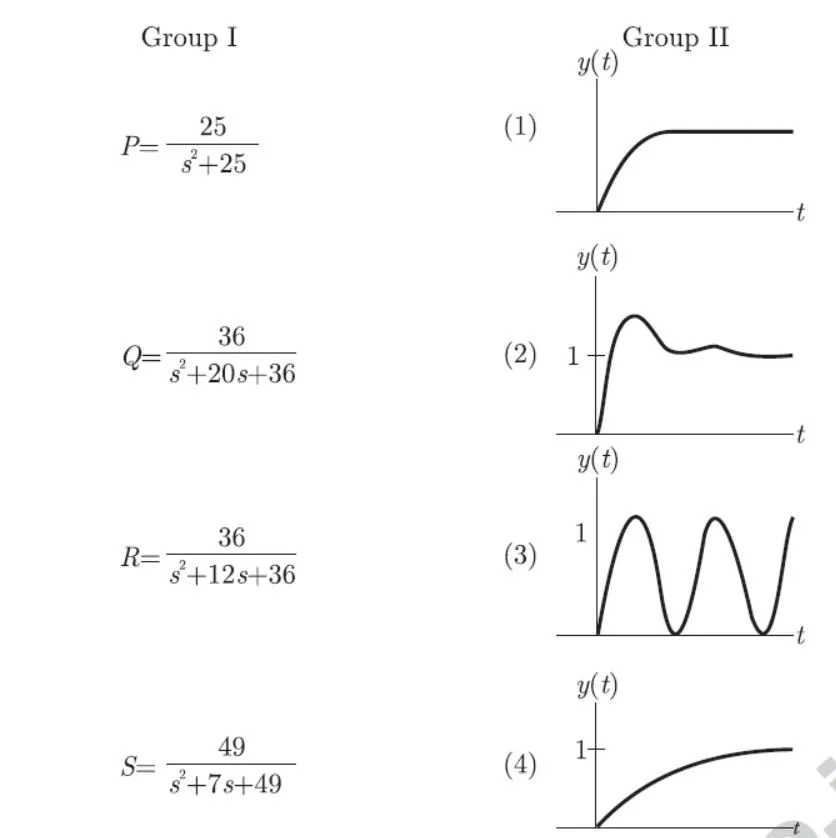 Group I
Group II
P= 25/(s²+25)
(1)
y(t)
t
Q= 36/(s²+20s+36)
(2)
y(t)
1
t
R= 36/(s²+12s+36)
(3)
y(t)
1
t
S= 49/(s²+7s+49)
(4)
y(t)
1
t